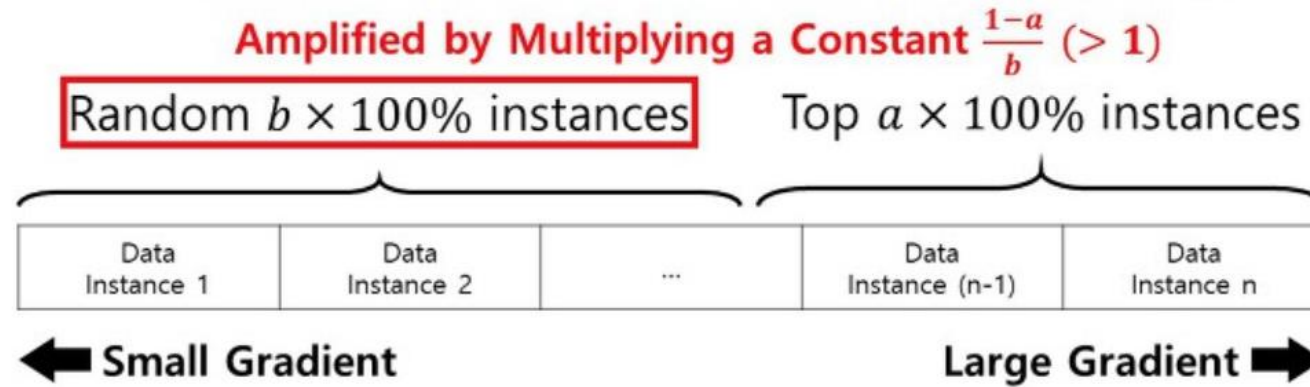 Amplified by Multiplying a Constant \frac{1-a}{b} (> 1)
Random b × 100% instances
Top a × 100% instances
Data Instance 1
Data Instance 2
...
Data Instance (n-1)
Data Instance n
Small Gradient
Large Gradient